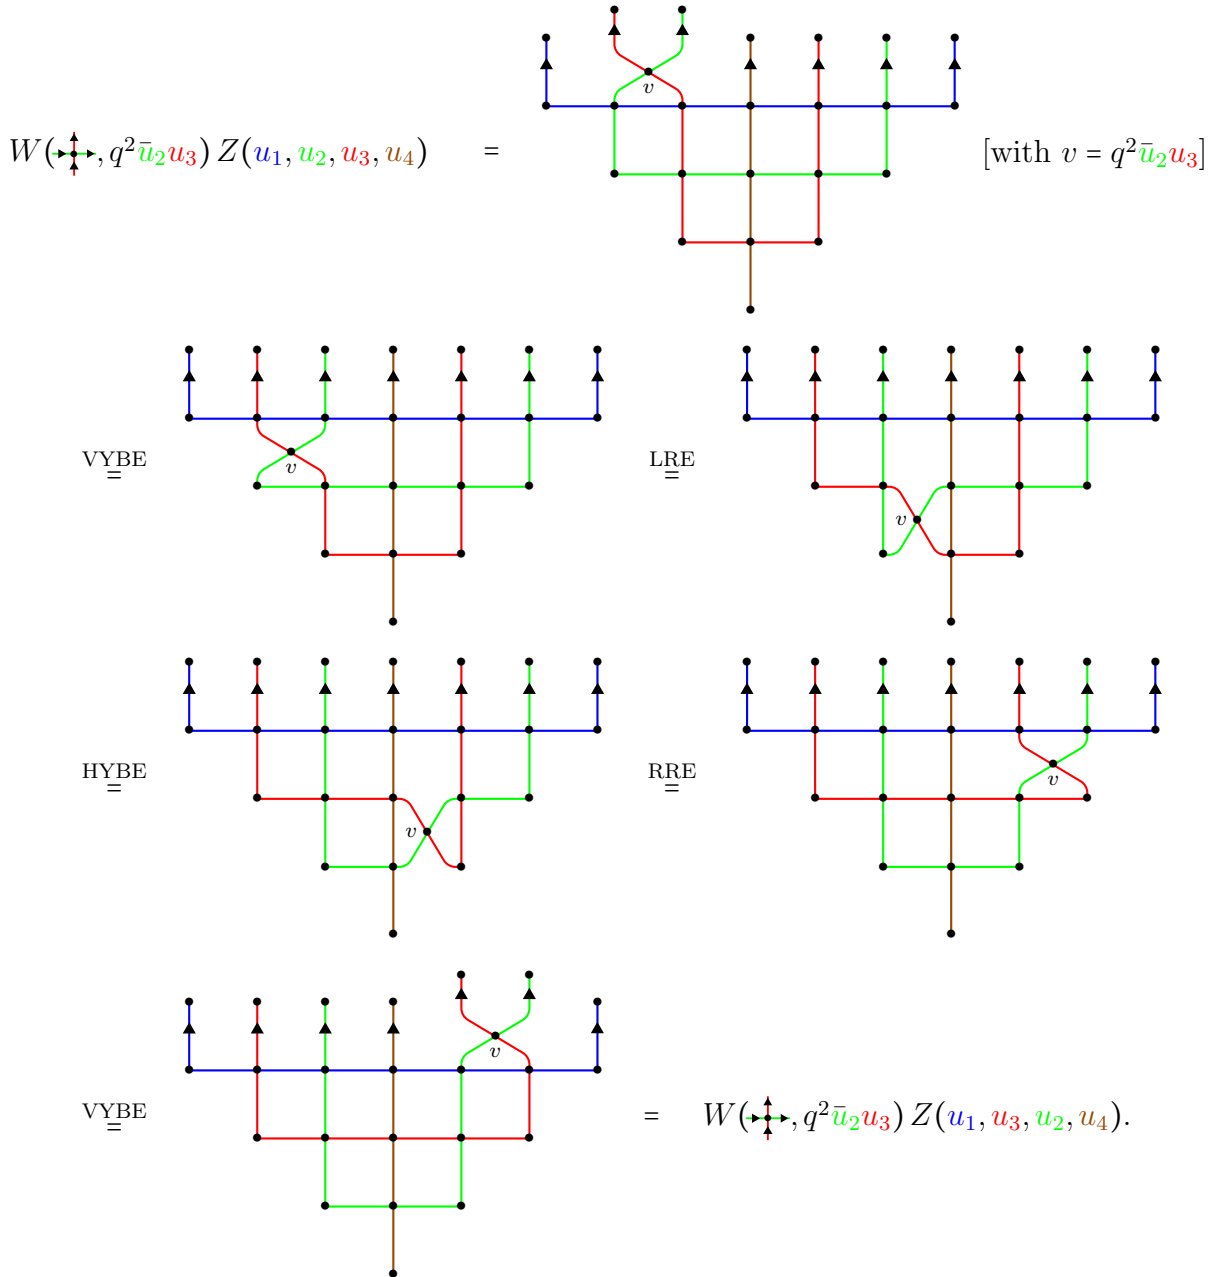 W( , q²ū₂u₃) Z(u₁, u₂, u₃, u₄) = v [with v = q²ū₂u₃]
VYBE = v LRE = v
HYBE = v RRE = v
VYBE = v = W( , q²ū₂u₃) Z(u₁, u₃, u₂, u₄).